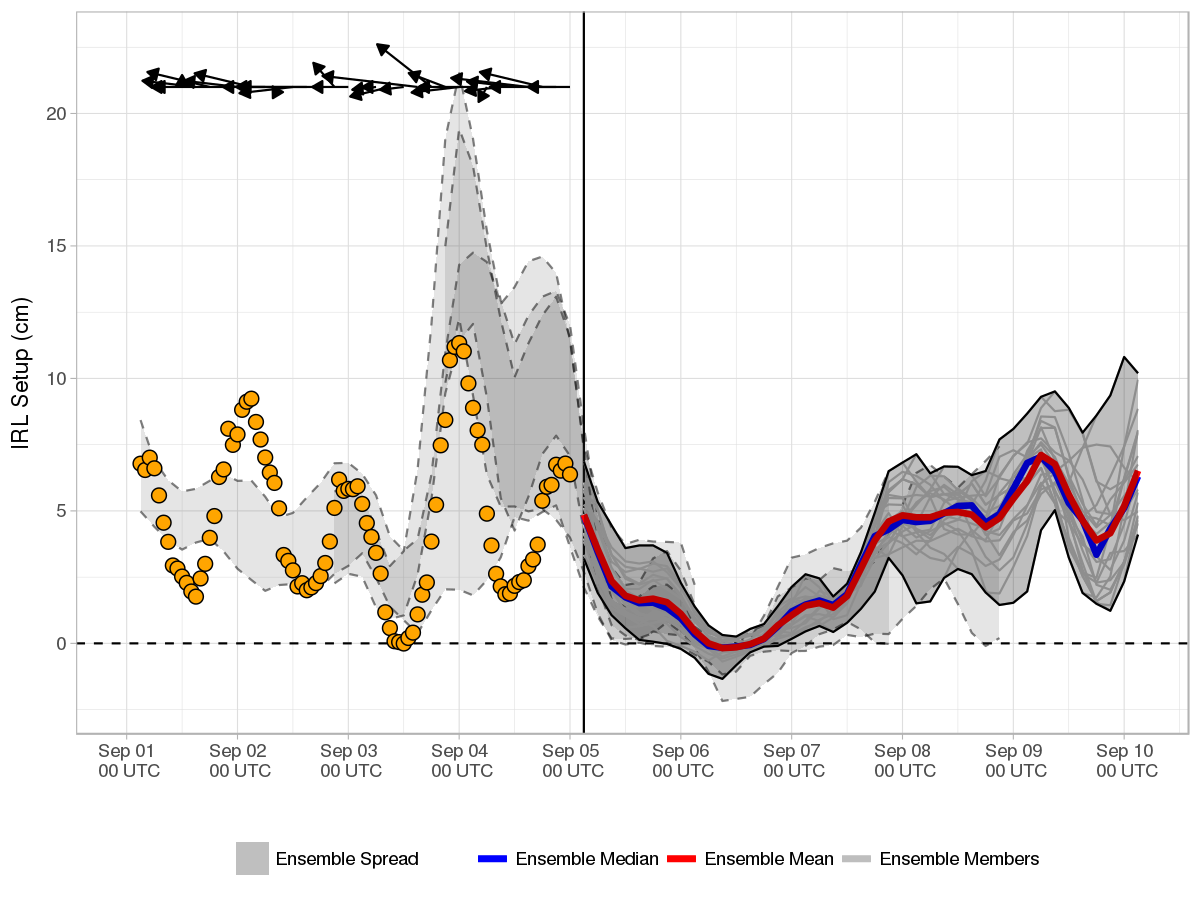 20
15
10
5
0
IRL Setup (cm)
Sep 01 Sep 02 Sep 03 Sep 04 Sep 05 Sep 06 Sep 07 Sep 08 Sep 09 Sep 10
00 UTC 00 UTC 00 UTC 00 UTC 00 UTC 00 UTC 00 UTC 00 UTC 00 UTC 00 UTC
Ensemble Spread Ensemble Median Ensemble Mean Ensemble Members